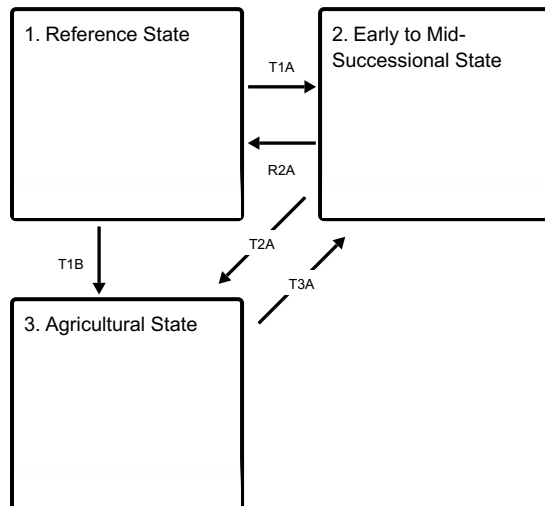 1. Reference State
2. Early to Mid-
Successional State
T1A
R2A
T1B
T2A
T3A
3. Agricultural State